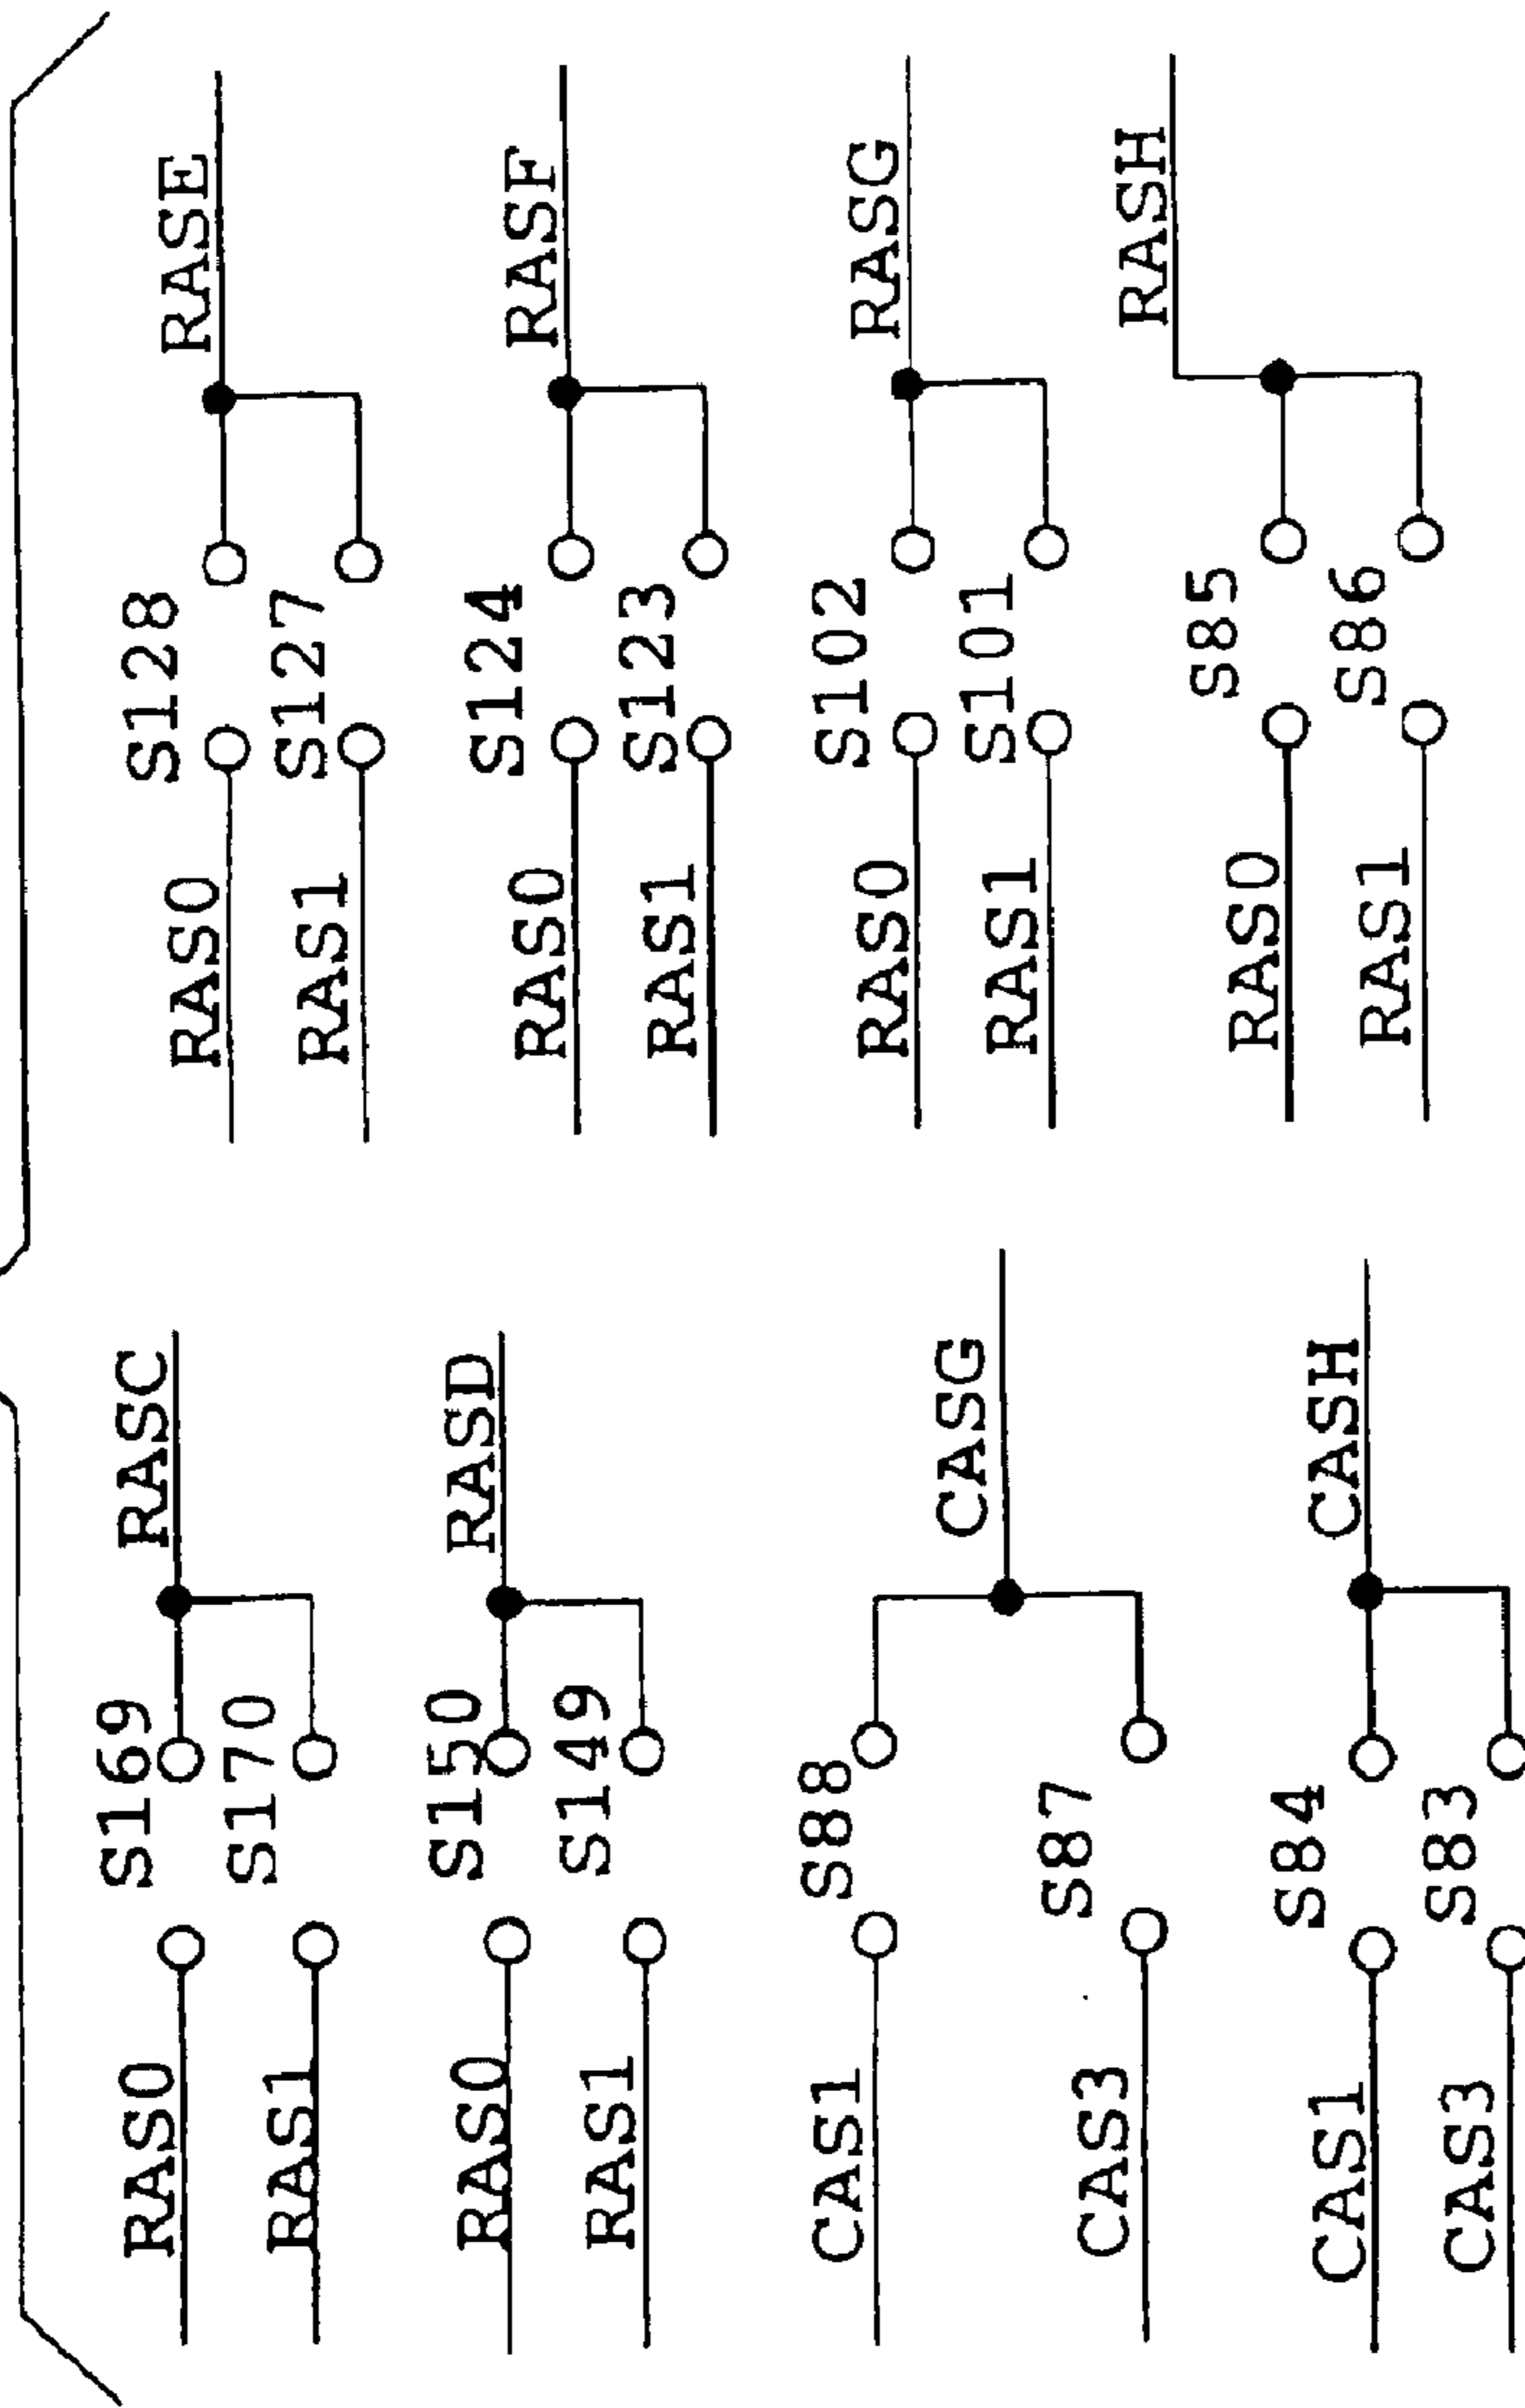 RAS0 S169 RASC
RAS1 S170
RAS0 S150 RASD
RAS1 S149
CAS1 S88 CASG
CAS3 S87
CAS1 S84 CASH
CAS3 S83
RAS0 S128 RASE
RAS1 S127
RAS0 S124 RASF
RAS1 S123
RAS0 S102 RASG
RAS1 S101
RAS0 S85 RASH
RAS1 S86